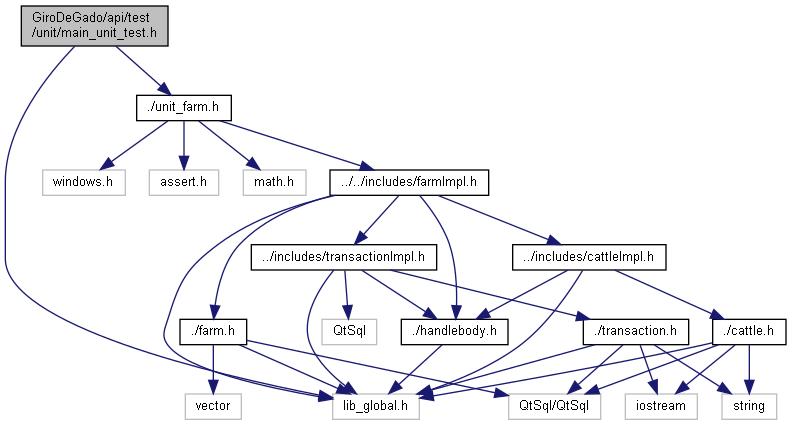 GiroDeGado/api/test
/unit/main_unit_test.h
./unit_farm.h
windows.h
assert.h
math.h
../../includes/farmImpl.h
../includes/transactionImpl.h
../includes/cattleImpl.h
./farm.h
QtSql
./handlebody.h
./transaction.h
./cattle.h
vector
lib_global.h
QtSql/QtSql
iostream
string